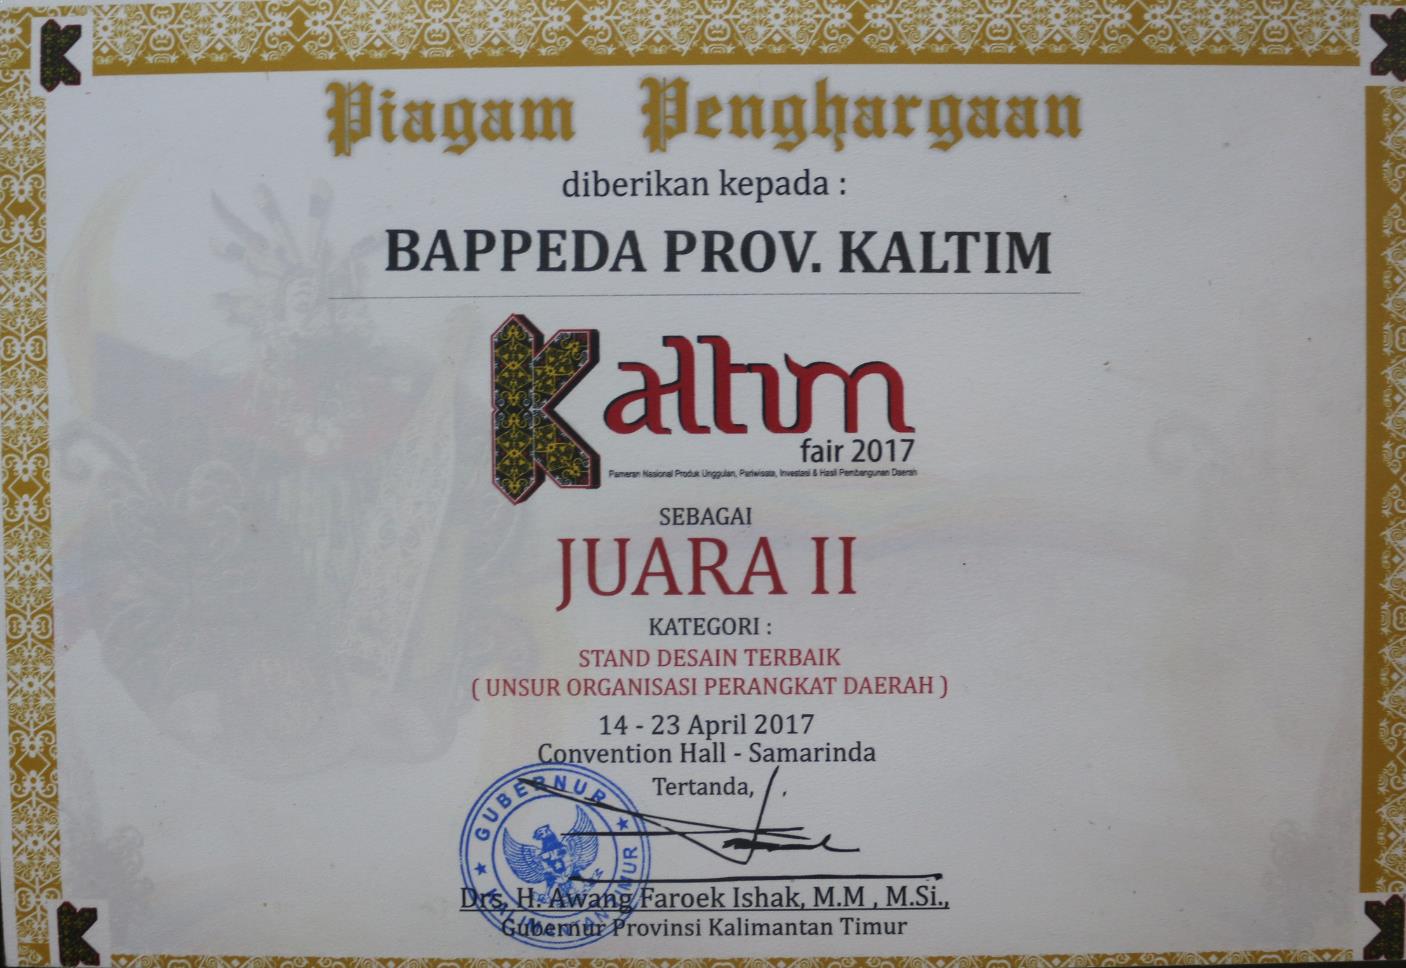 Piagam Penghargaan
diberikan kepada :
BAPPEDA PROV. KALTIM
Kaltim
fair 2017
Pameran Nasional Produk Unggulan, Pariwisata, Investasi & Hasil Pembangunan Daerah
SEBAGAI
JUARA II
KATEGORI :
STAND DESAIN TERBAIK
( UNSUR ORGANISASI PERANGKAT DAERAH )
14 - 23 April 2017
Convention Hall - Samarinda
Tertanda,
GUBERNUR
KALIMANTAN TIMUR
Drs. H. Awang Faroek Ishak, M.M , M.Si.,
Gubernur Provinsi Kalimantan Timur